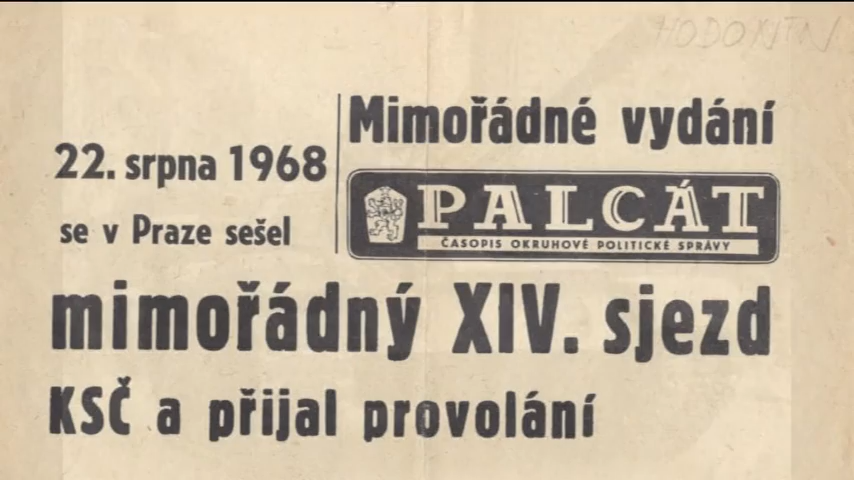 HODONÍN
Mimořádné vydání
22. srpna 1968
PALCÁT
ČASOPIS OKRUHOVÉ POLITICKÉ SPRÁVY
se v Praze sešel
mimořádný XIV. sjezd
KSČ a přijal provolání